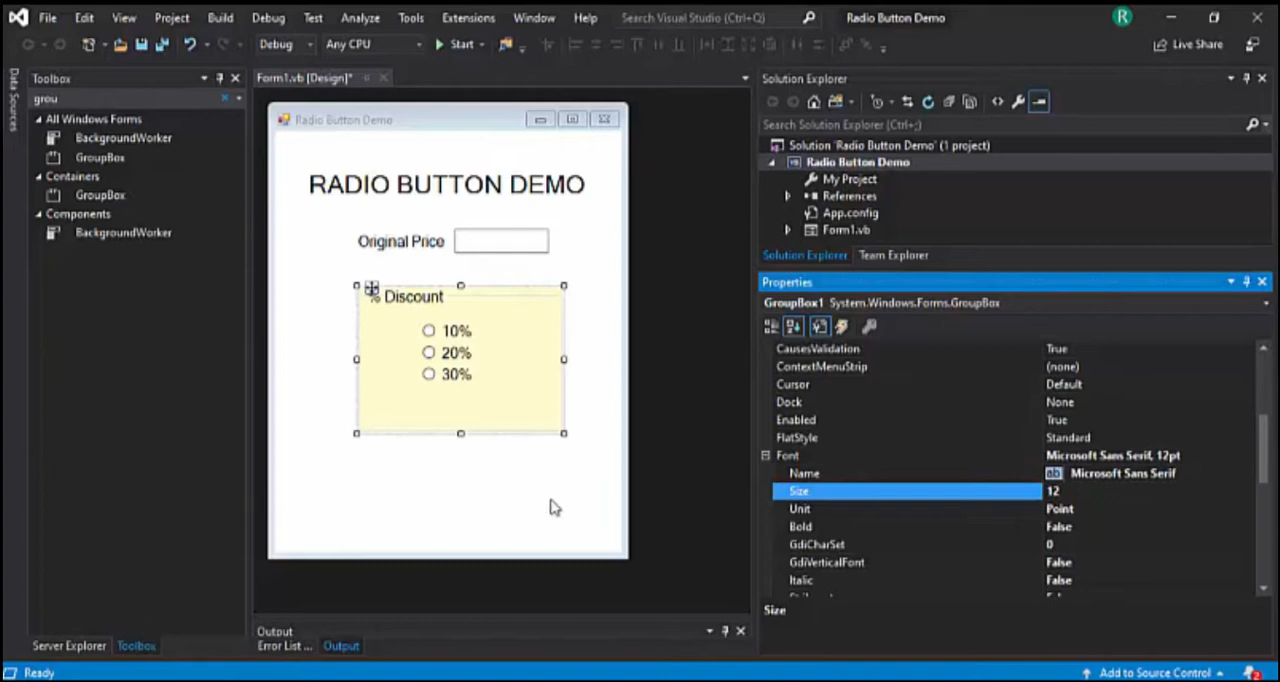 File Edit View Project Build Debug Test Analyze Tools Extensions Window Help Search Visual Studio (Ctrl+Q) Radio Button Demo R
Debug Any CPU Start Live Share
Data Sources
Toolbox
grou
All Windows Forms
BackgroundWorker
GroupBox
Containers
GroupBox
Components
BackgroundWorker
Server Explorer Toolbox
Form1.vb [Design]*
Radio Button Demo
RADIO BUTTON DEMO
Original Price
% Discount
10%
20%
30%
Output
Error List ... Output
Solution Explorer
Search Solution Explorer (Ctrl+;)
Solution 'Radio Button Demo' (1 project)
Radio Button Demo
My Project
References
App.config
Form1.vb
Solution Explorer Team Explorer
Properties
GroupBox1 System.Windows.Forms.GroupBox
CausesValidation True
ContextMenuStrip (none)
Cursor Default
Dock None
Enabled True
FlatStyle Standard
Font Microsoft Sans Serif, 12pt
Name ab Microsoft Sans Serif
Size 12
Unit Point
Bold False
GdiCharSet 0
GdiVerticalFont False
Italic False
Size
Ready Add to Source Control 2